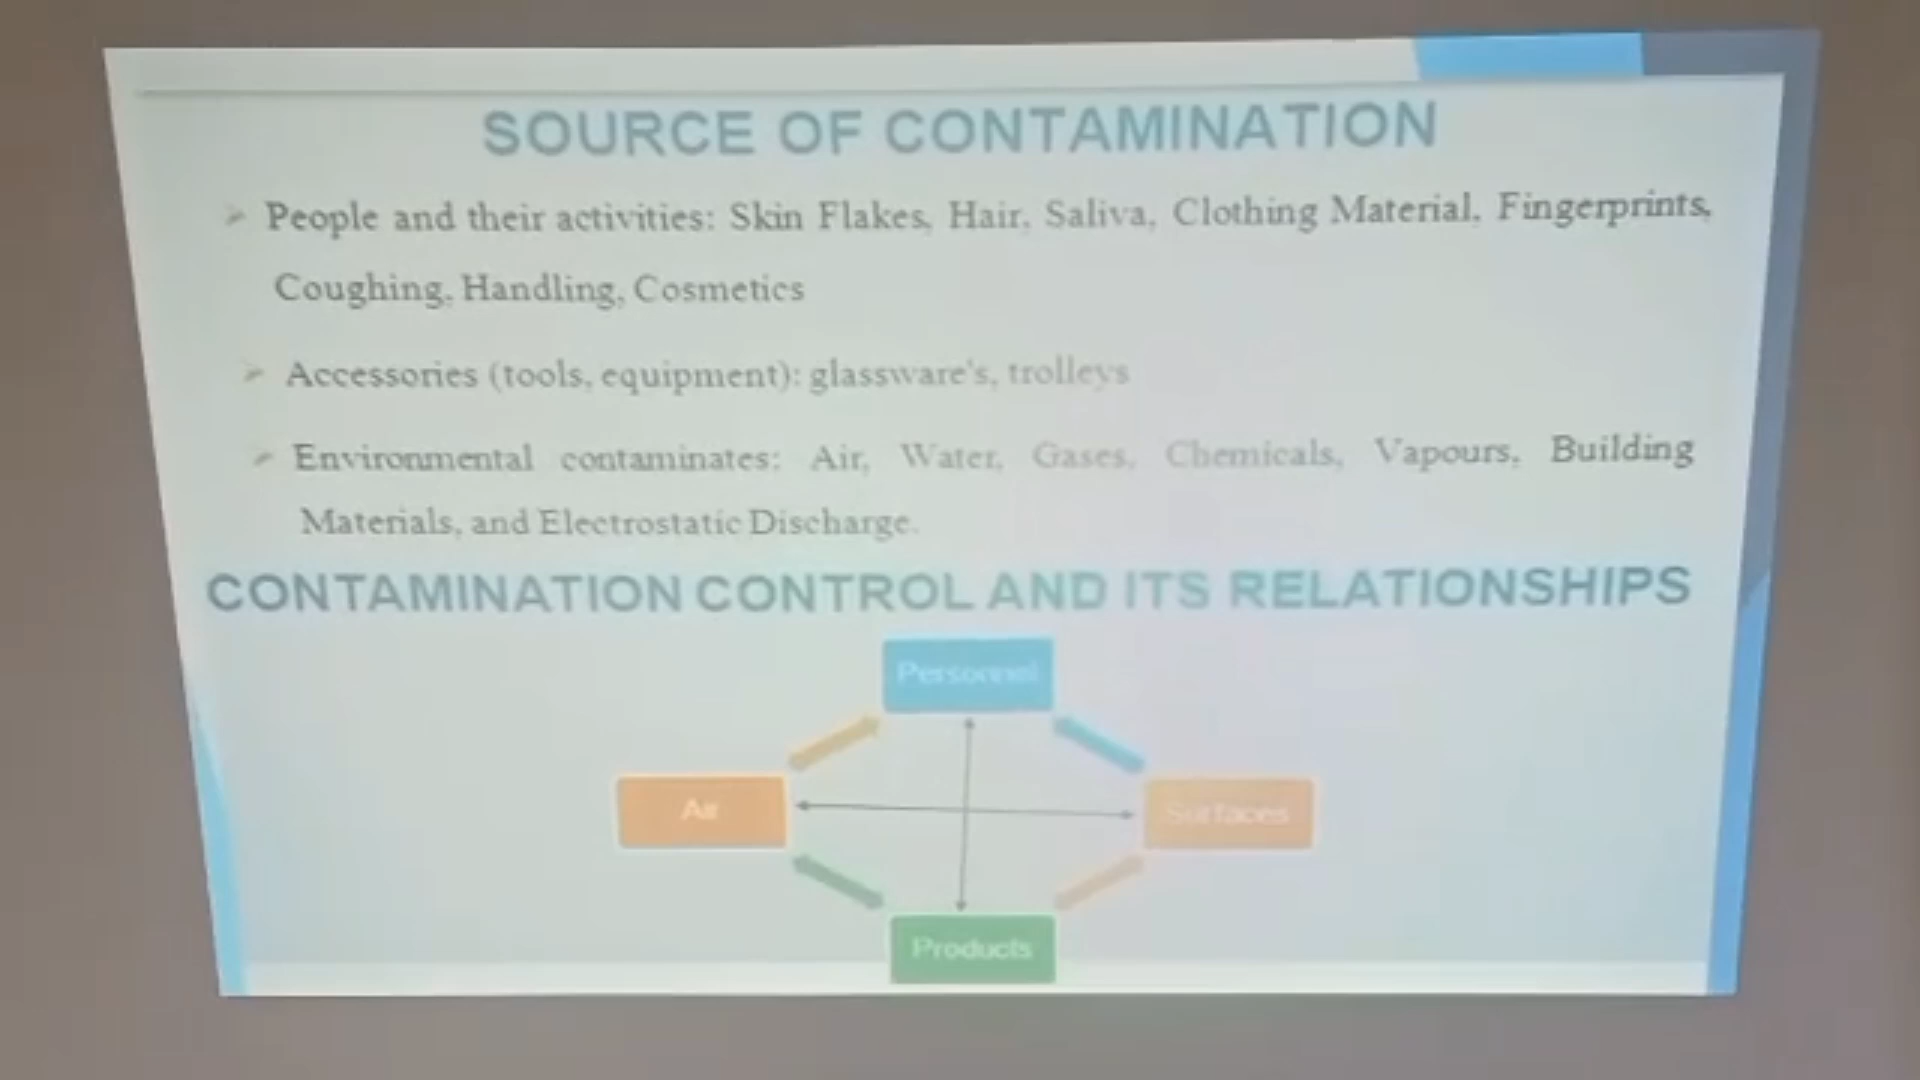 SOURCE OF CONTAMINATION
➢ People and their activities: Skin Flakes, Hair, Saliva, Clothing Material, Fingerprints,
Coughing, Handling, Cosmetics
➢ Accessories (tools, equipment): glassware's, trolleys
➢ Environmental contaminates: Air, Water, Gases, Chemicals, Vapours, Building
Materials, and Electrostatic Discharge.
CONTAMINATION CONTROL AND ITS RELATIONSHIPS
Personnel
Air
Surfaces
Products